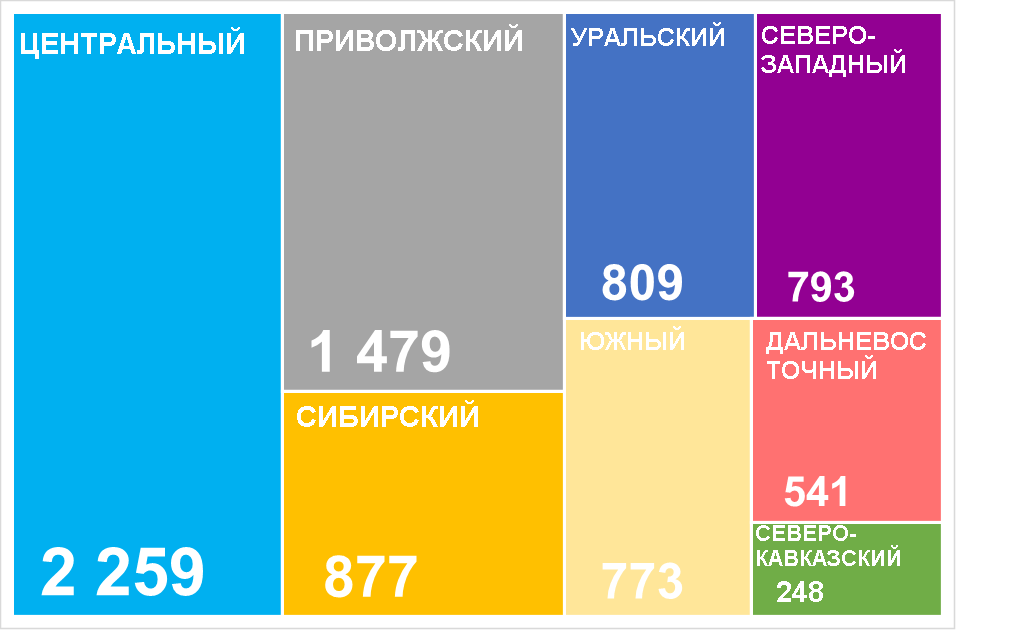 ЦЕНТРАЛЬНЫЙ
2 259
ПРИВОЛЖСКИЙ
1 479
СИБИРСКИЙ
877
УРАЛЬСКИЙ
809
СЕВЕРО-
ЗАПАДНЫЙ
793
ЮЖНЫЙ
773
ДАЛЬНЕВОС
ТОЧНЫЙ
541
СЕВЕРО-
КАВКАЗСКИЙ
248